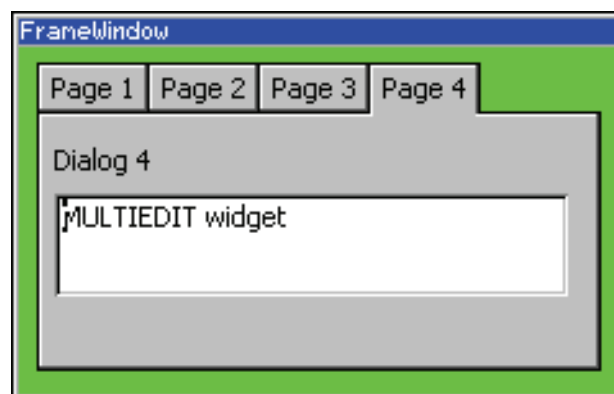 FrameWindow
Page 1 Page 2 Page 3 Page 4
Dialog 4
MULTIEDIT widget